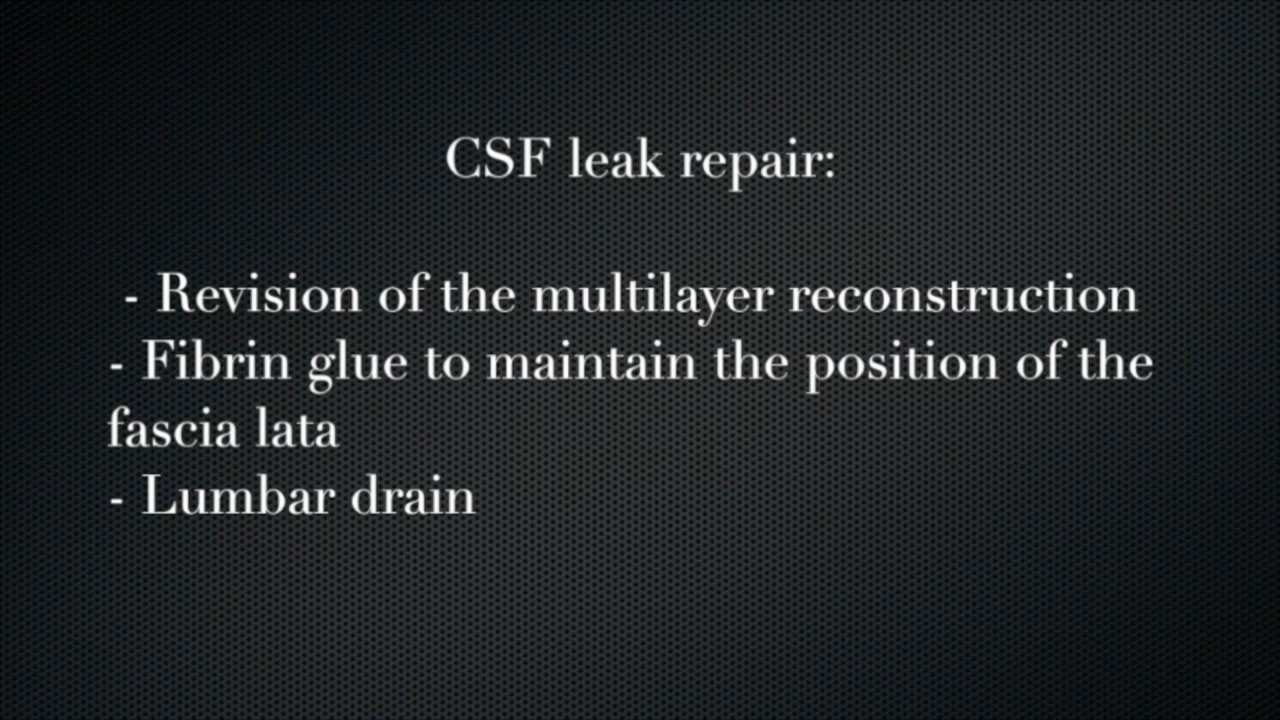 CSF leak repair:
- Revision of the multilayer reconstruction
- Fibrin glue to maintain the position of the
fascia lata
- Lumbar drain